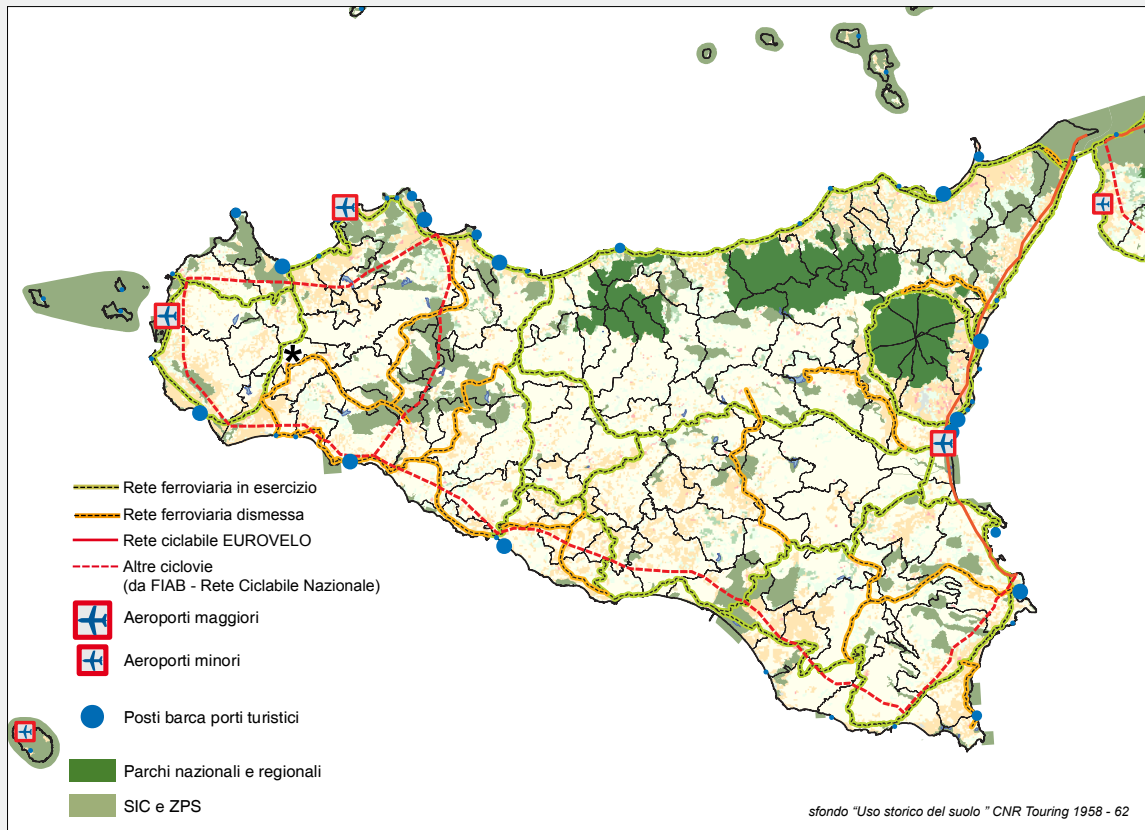 Rete ferroviaria in esercizio
Rete ferroviaria dismessa
Rete ciclabile EUROVELO
Altre ciclovie
(da FIAB - Rete Ciclabile Nazionale)
Aeroporti maggiori
Aeroporti minori
Posti barca porti turistici
Parchi nazionali e regionali
SIC e ZPS
sfondo "Uso storico del suolo " CNR Touring 1958 - 62
*